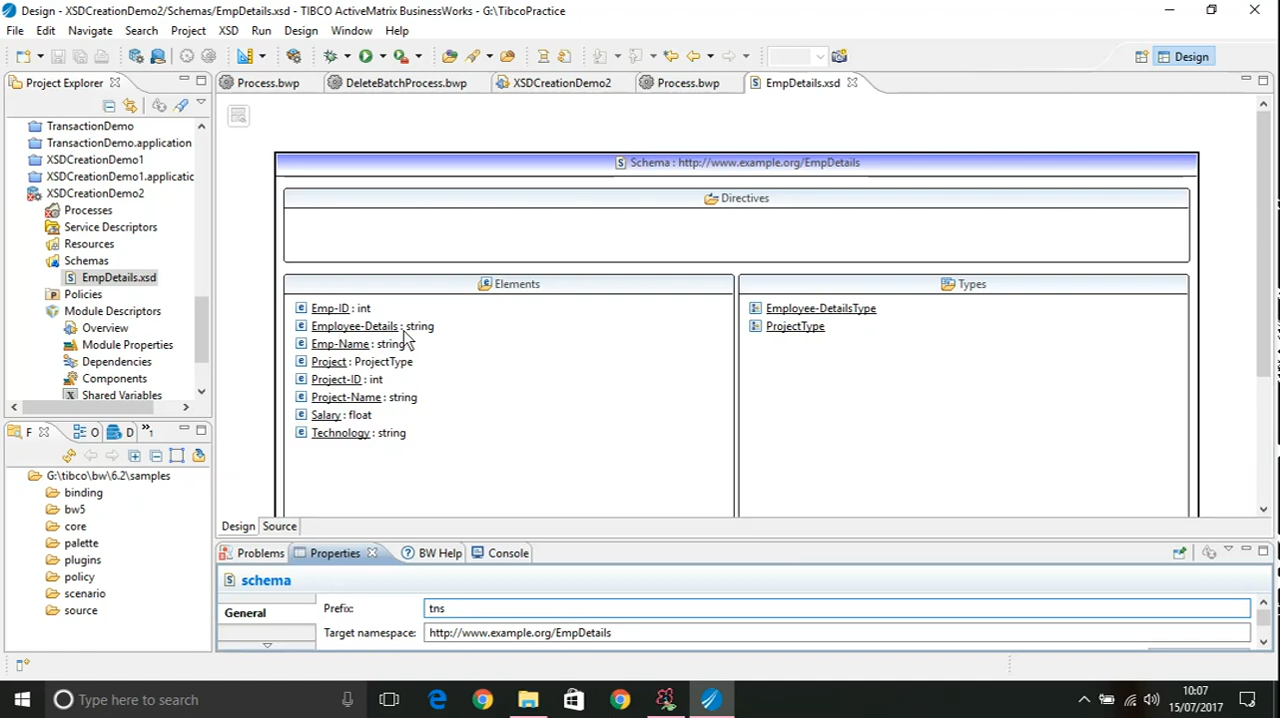 Design - XSDCreationDemo2/Schemas/EmpDetails.xsd - TIBCO ActiveMatrix BusinessWorks - G:\TibcoPractice
File Edit Navigate Search Project XSD Run Design Window Help
Design
Project Explorer
Process.bwp DeleteBatchProcess.bwp XSDCreationDemo2 Process.bwp EmpDetails.xsd
TransactionDemo
TransactionDemo.application
XSDCreationDemo1
XSDCreationDemo1.applicatic
XSDCreationDemo2
Processes
Service Descriptors
Resources
Schemas
EmpDetails.xsd
Policies
Module Descriptors
Overview
Module Properties
Dependencies
Components
Shared Variables
Schema : http://www.example.org/EmpDetails
Directives
Elements
Emp-ID : int
Employee-Details : string
Emp-Name : string
Project : ProjectType
Project-ID : int
Project-Name : string
Salary : float
Technology : string
Types
Employee-DetailsType
ProjectType
Design Source
F O D »1
G:\tibco\bw\6.2\samples
binding
bw5
core
palette
plugins
policy
scenario
source
Problems Properties BW Help Console
schema
General
Prefix: tns
Target namespace: http://www.example.org/EmpDetails
Type here to search
10:07
15/07/2017